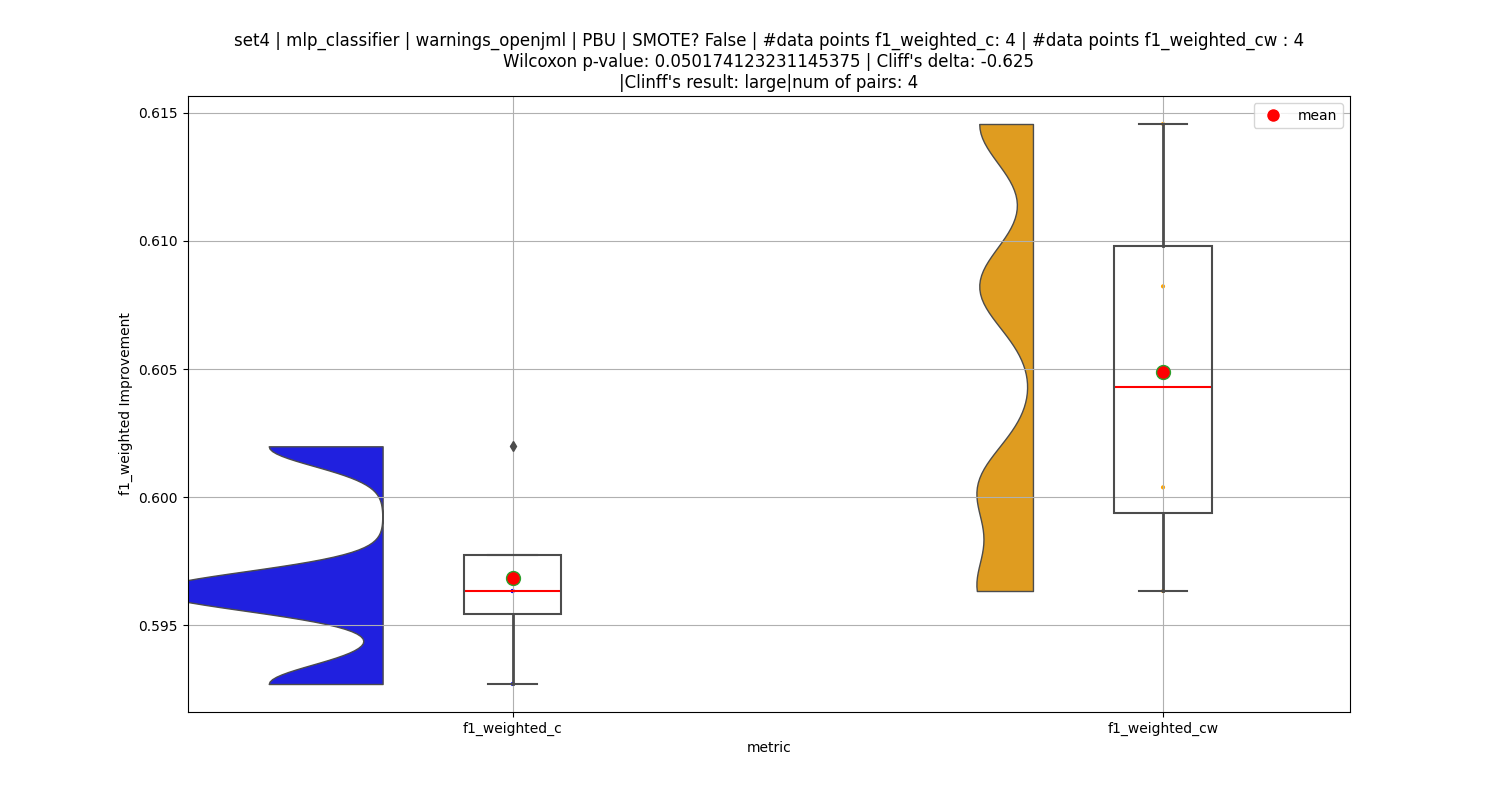 set4 | mlp_classifier | warnings_openjml | PBU | SMOTE? False | #data points f1_weighted_c: 4 | #data points f1_weighted_cw : 4
Wilcoxon p-value: 0.050174123231145375 | Cliff's delta: -0.625
|Clinff's result: large|num of pairs: 4
mean
0.615
0.610
0.605
0.600
0.595
f1_weighted Improvement
f1_weighted_c
f1_weighted_cw
metric